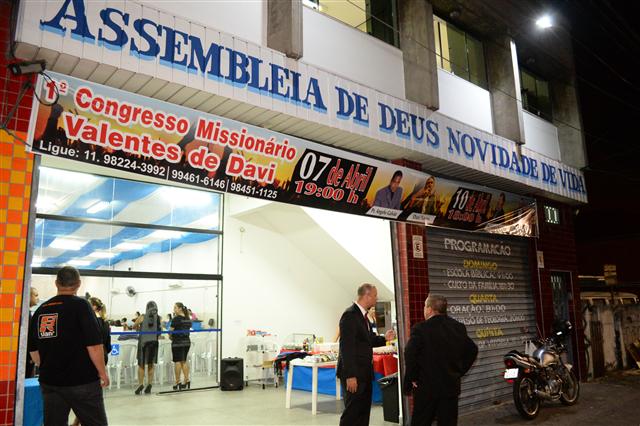 ASSEMBLEIA DE DEUS NOVIDADE DE VIDA
1º Congresso Missionário
Valentes de Davi
Ligue: 11. 98224-3992 99461-6146 98451-1125
07 de Abril
19:00 h
10 de Abril
18:00 h
PROGRAMAÇÃO
DOMINGO
ESCOLA BÍBLICA
CULTO DA FAMÍLIA
QUARTA
ORAÇÃO
QUINTA